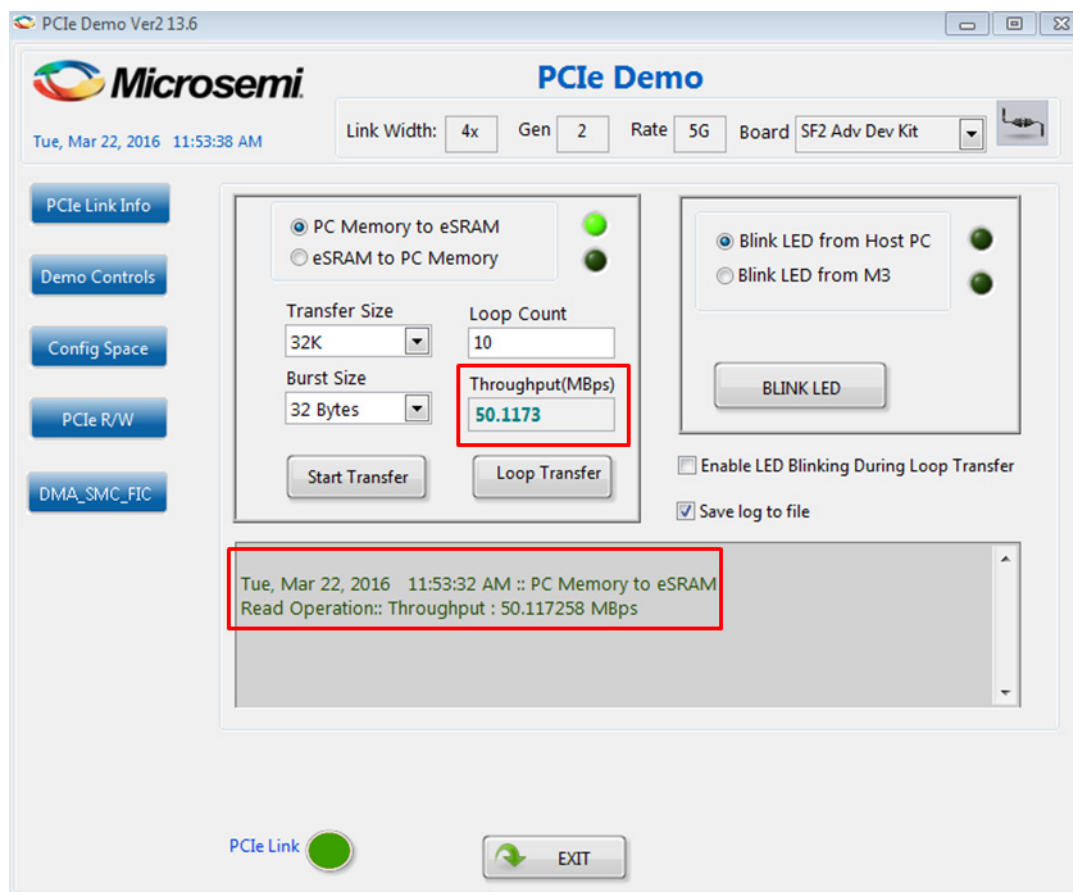 PCIe Demo Ver2 13.6
Microsemi.
PCIe Demo
Tue, Mar 22, 2016 11:53:38 AM
Link Width: 4x Gen 2 Rate 5G Board SF2 Adv Dev Kit
PCIe Link Info
Demo Controls
Config Space
PCIe R/W
DMA_SMC_FIC
PC Memory to eSRAM
eSRAM to PC Memory
Transfer Size
32K
Loop Count
10
Burst Size
32 Bytes
Throughput(MBps)
50.1173
Start Transfer
Loop Transfer
Blink LED from Host PC
Blink LED from M3
BLINK LED
Enable LED Blinking During Loop Transfer
Save log to file
Tue, Mar 22, 2016 11:53:32 AM :: PC Memory to eSRAM
Read Operation:: Throughput : 50.117258 MBps
PCIe Link
EXIT